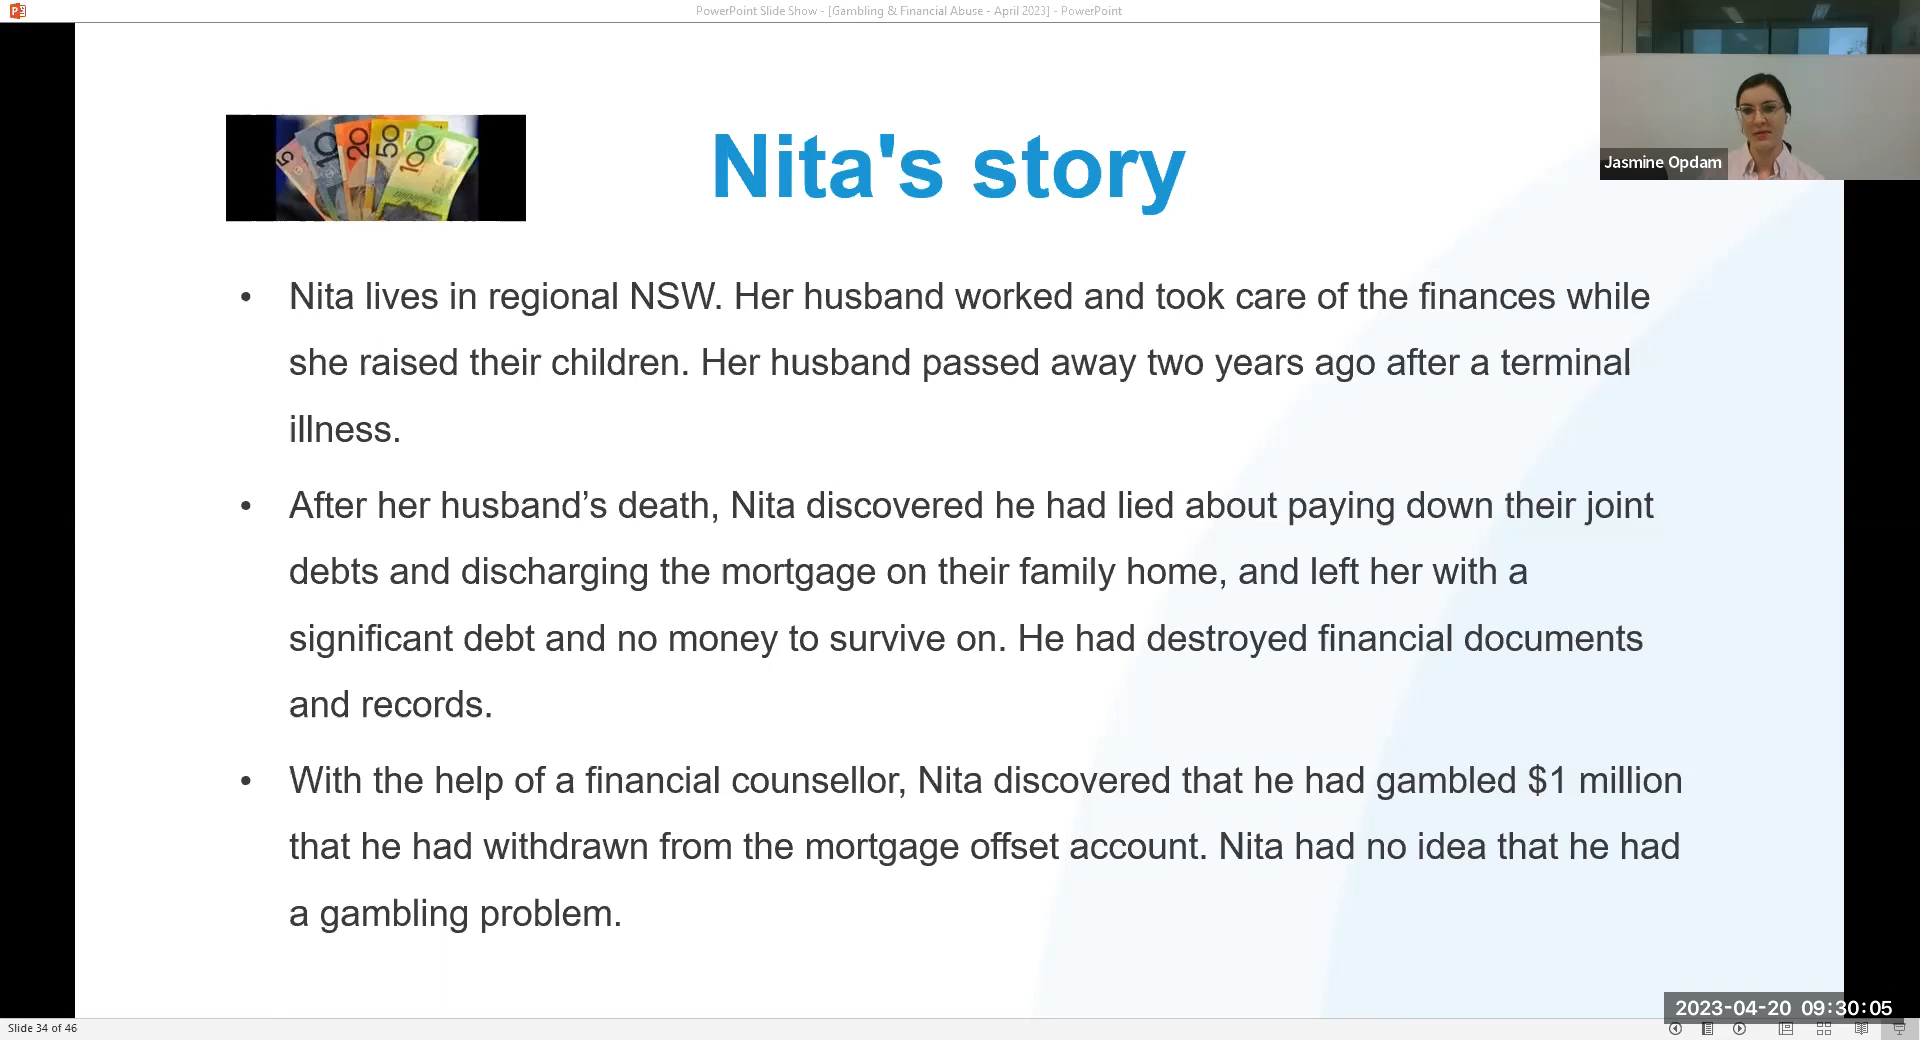 PowerPoint Slide Show - [Gambling & Financial Abuse - April 2023] - PowerPoint
Jasmine Opdam
5
10
20
50
100
Nita's story
• Nita lives in regional NSW. Her husband worked and took care of the finances while
she raised their children. Her husband passed away two years ago after a terminal
illness.
• After her husband’s death, Nita discovered he had lied about paying down their joint
debts and discharging the mortgage on their family home, and left her with a
significant debt and no money to survive on. He had destroyed financial documents
and records.
• With the help of a financial counsellor, Nita discovered that he had gambled $1 million
that he had withdrawn from the mortgage offset account. Nita had no idea that he had
a gambling problem.
2023-04-20 09:30:05
Slide 34 of 46